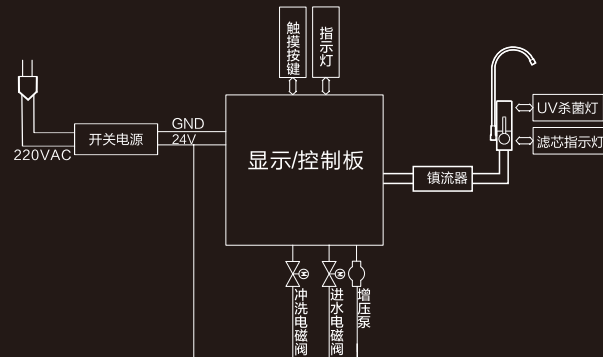 触摸按键
指示灯
220VAC
开关电源
GND
24V
显示/控制板
镇流器
UV杀菌灯
滤芯指示灯
冲洗电磁阀
进水电磁阀
增压泵